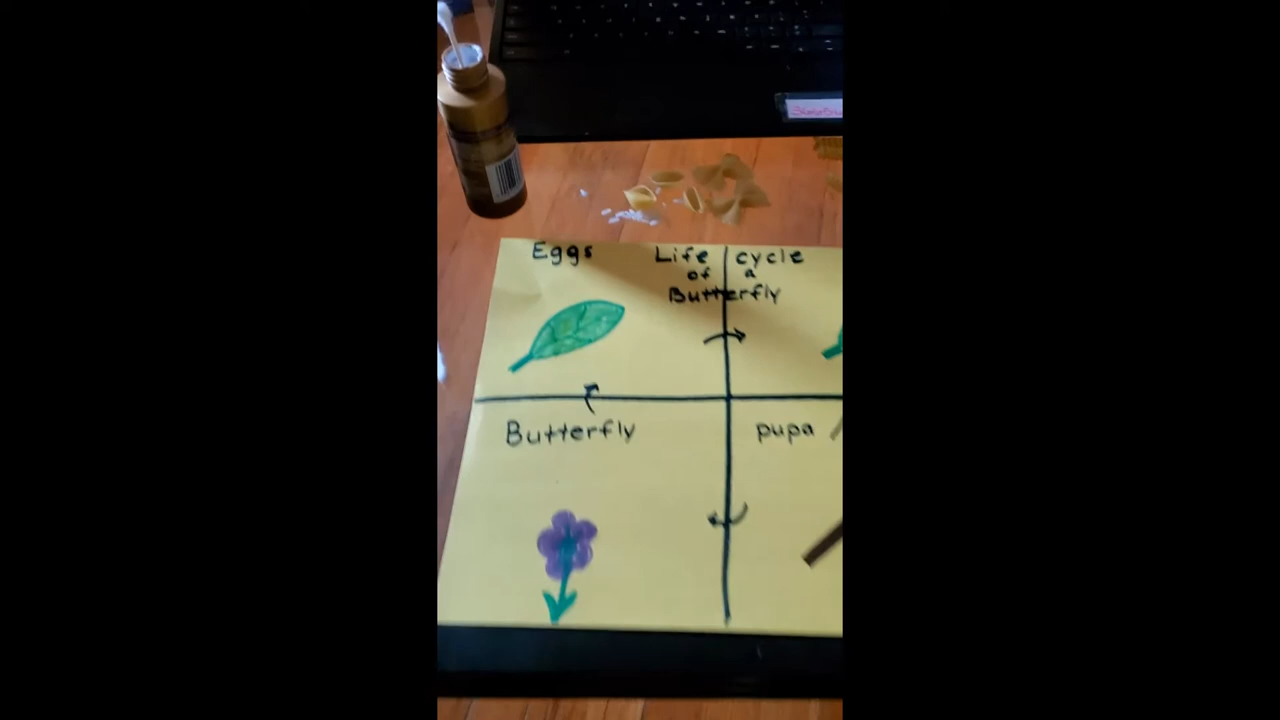 Eggs
Life cycle
of a
Butterfly
Butterfly
pupa